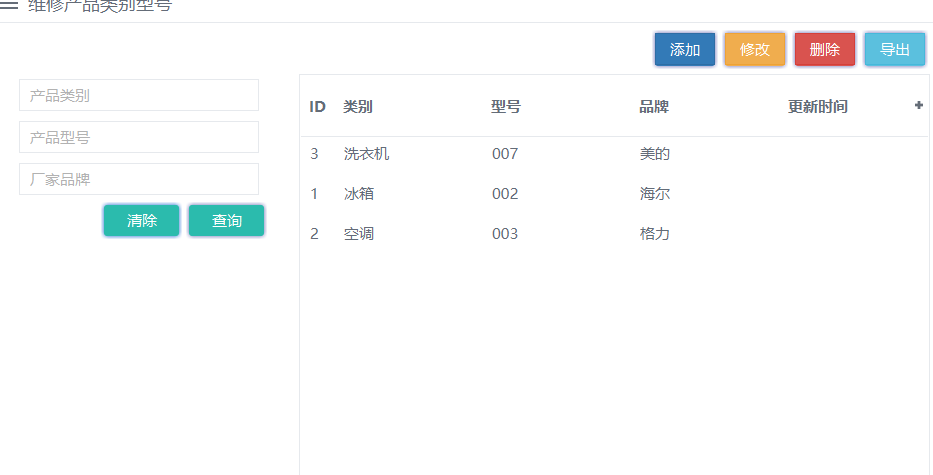 维修产品类别型号
添加 修改 删除 导出
产品类别
产品型号
厂家品牌
清除 查询
ID 类别 型号 品牌 更新时间 +
3 洗衣机 007 美的
1 冰箱 002 海尔
2 空调 003 格力